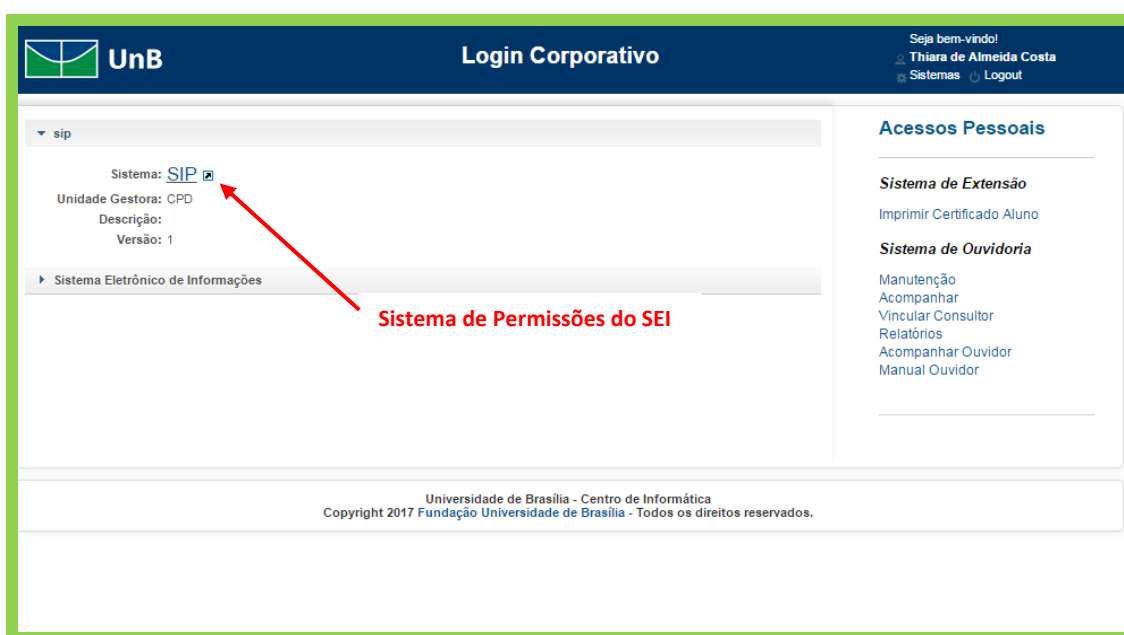 UnB
Login Corporativo
Seja bem-vindo!
Thiara de Almeida Costa
Sistemas Logout
sip
Sistema: SIP
Unidade Gestora: CPD
Descrição:
Versão: 1
Sistema Eletrônico de Informações
Sistema de Permissões do SEI
Acessos Pessoais
Sistema de Extensão
Imprimir Certificado Aluno
Sistema de Ouvidoria
Manutenção
Acompanhar
Vincular Consultor
Relatórios
Acompanhar Ouvidor
Manual Ouvidor
Universidade de Brasília - Centro de Informática
Copyright 2017 Fundação Universidade de Brasília - Todos os direitos reservados.